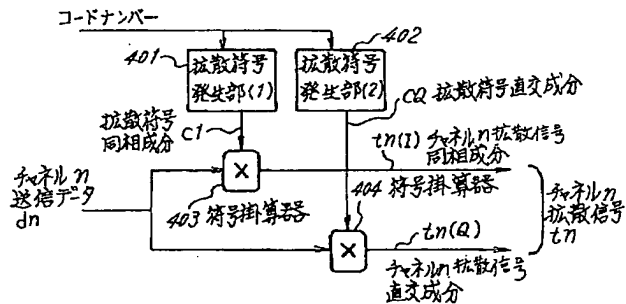 コードナンバー
401
402
拡散符号
発生部(1)
拡散符号
発生部(2)
拡散符号
同相成分
C1
CQ 拡散符号直交成分
tn(I) チャネルn拡散信号
同相成分
×
チャネルn
送信データ
dn
403 符号掛算器
404 符号掛算器
×
tn(Q)
チャネルn拡散信号
直交成分
チャネルn
拡散信号
tn